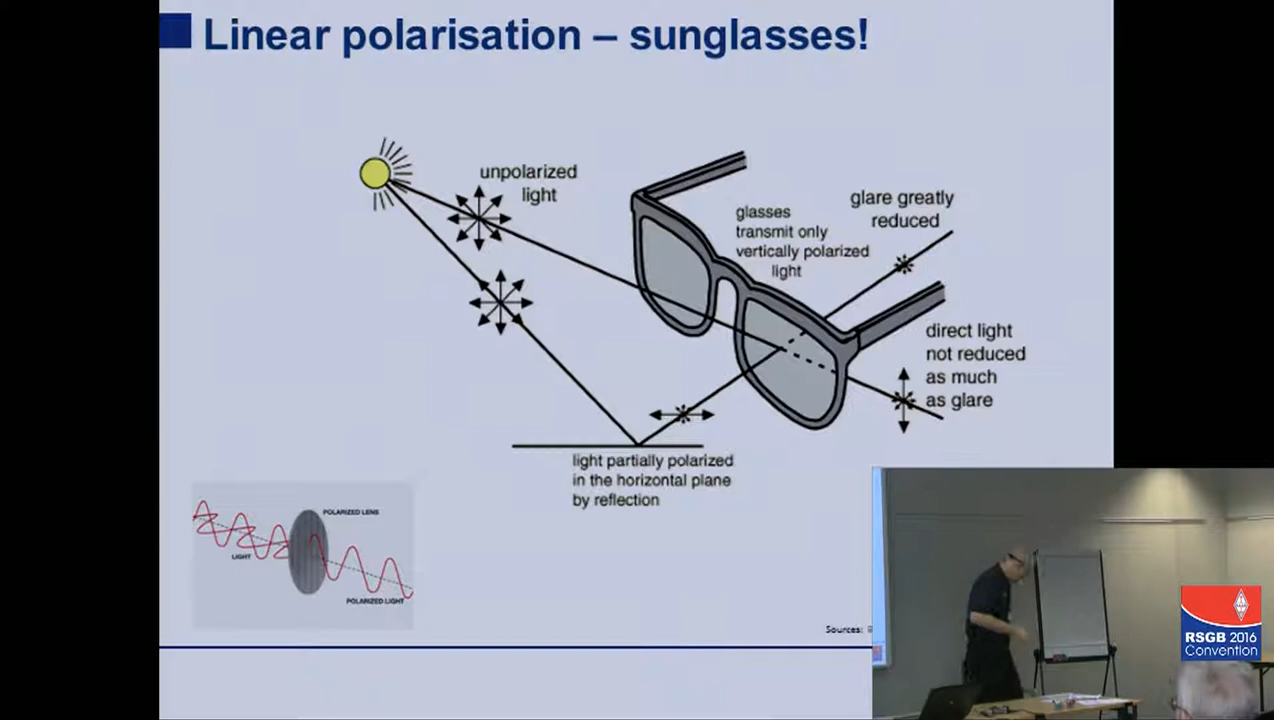 Linear polarisation – sunglasses!
unpolarized
light
glasses
transmit only
vertically polarized
light
glare greatly
reduced
direct light
not reduced
as much
as glare
light partially polarized
in the horizontal plane
by reflection
POLARIZED LENS
LIGHT
POLARIZED LIGHT
Sources:
RSGB 2016
Convention